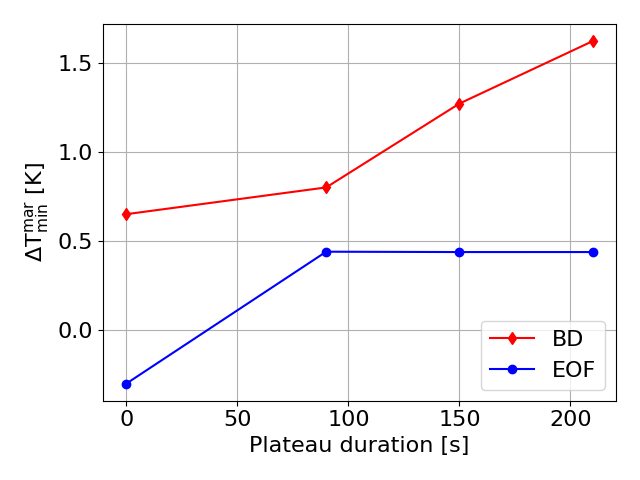 1.5
1.0
0.5
0.0
ΔT^mar_min [K]
BD
EOF
0 50 100 150 200
Plateau duration [s]